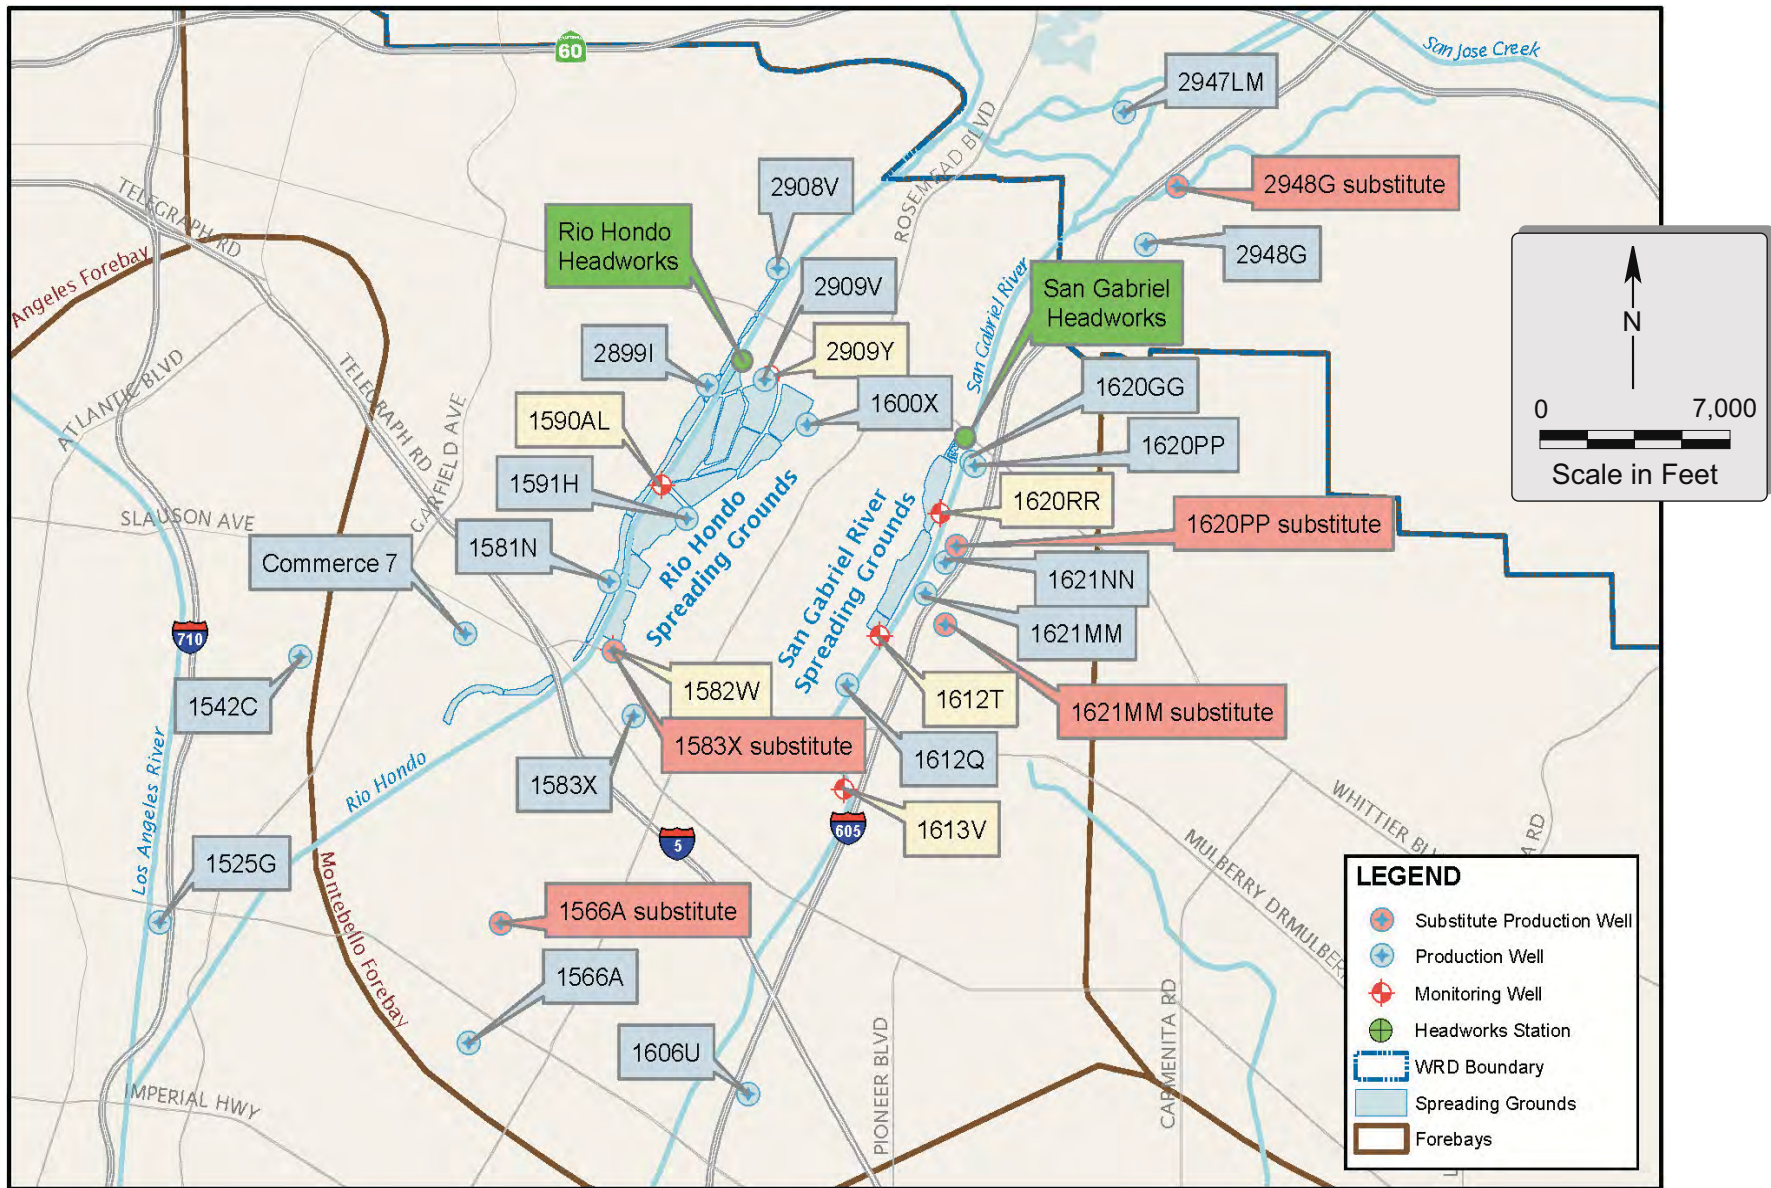 60
San Jose Creek
2947LM
ROSEMEAD BLVD
2908V
2948G substitute
TELEGRAPH RD
Rio Hondo
Headworks
2948G
Angeles Forebay
2909V
San Gabriel River
San Gabriel
Headworks
N
2899I
2909Y
ATLANTIC BLVD
TELEGRAPH RD
GARFIELD AVE
1600X
1620GG
0 7,000
Scale in Feet
1590AL
1620PP
1591H
1620RR
SLAUSON AVE
Rio Hondo
Spreading Grounds
San Gabriel River
Spreading Grounds
1620PP substitute
1581N
Commerce 7
1621NN
1621MM
710
1582W
1612T
1542C
1621MM substitute
1583X substitute
1612Q
Los Angeles River
Rio Hondo
1583X
WHITTIER BLV
1613V
605
5
MULBERRY DRMULBER
A RD
1525G
Montebello Forebay
1566A substitute
1566A
1606U
PIONEER BLVD
CARMENITA RD
IMPERIAL HWY
LEGEND
Substitute Production Well
Production Well
Monitoring Well
Headworks Station
WRD Boundary
Spreading Grounds
Forebays